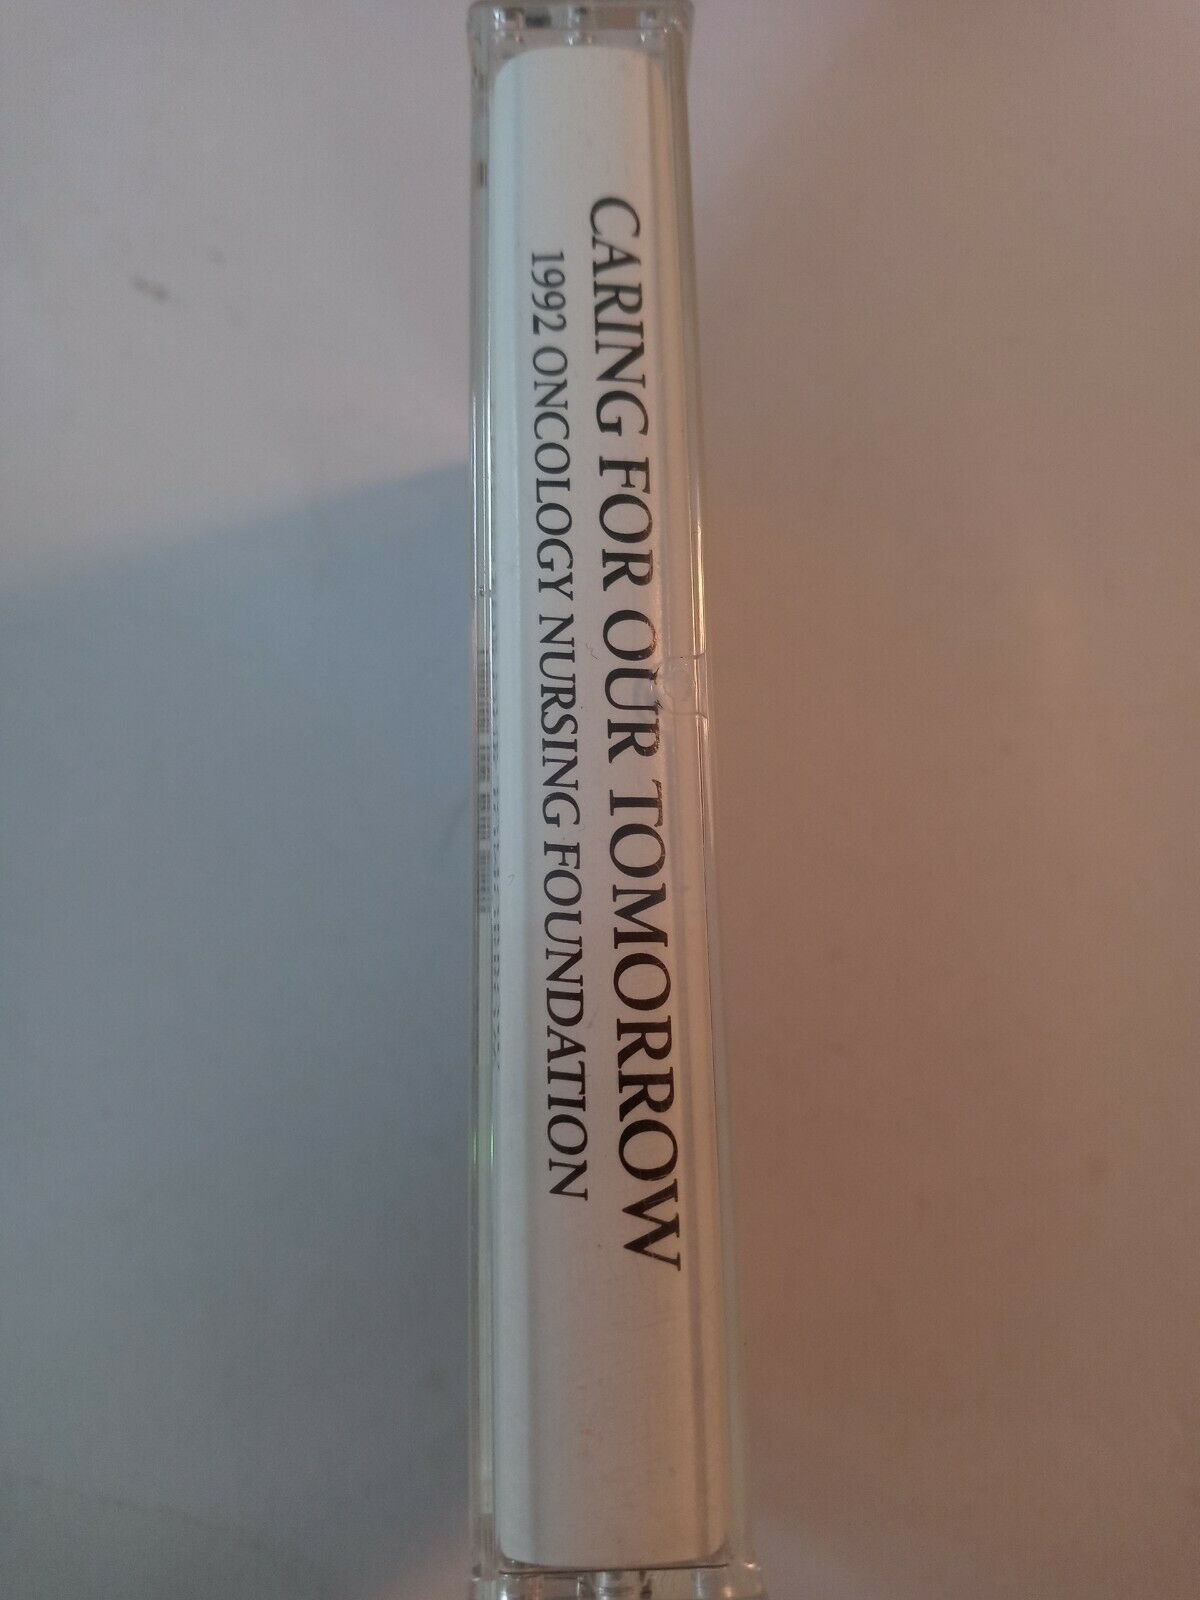 CARING FOR OUR TOMORROW
1992 ONCOLOGY NURSING FOUNDATION